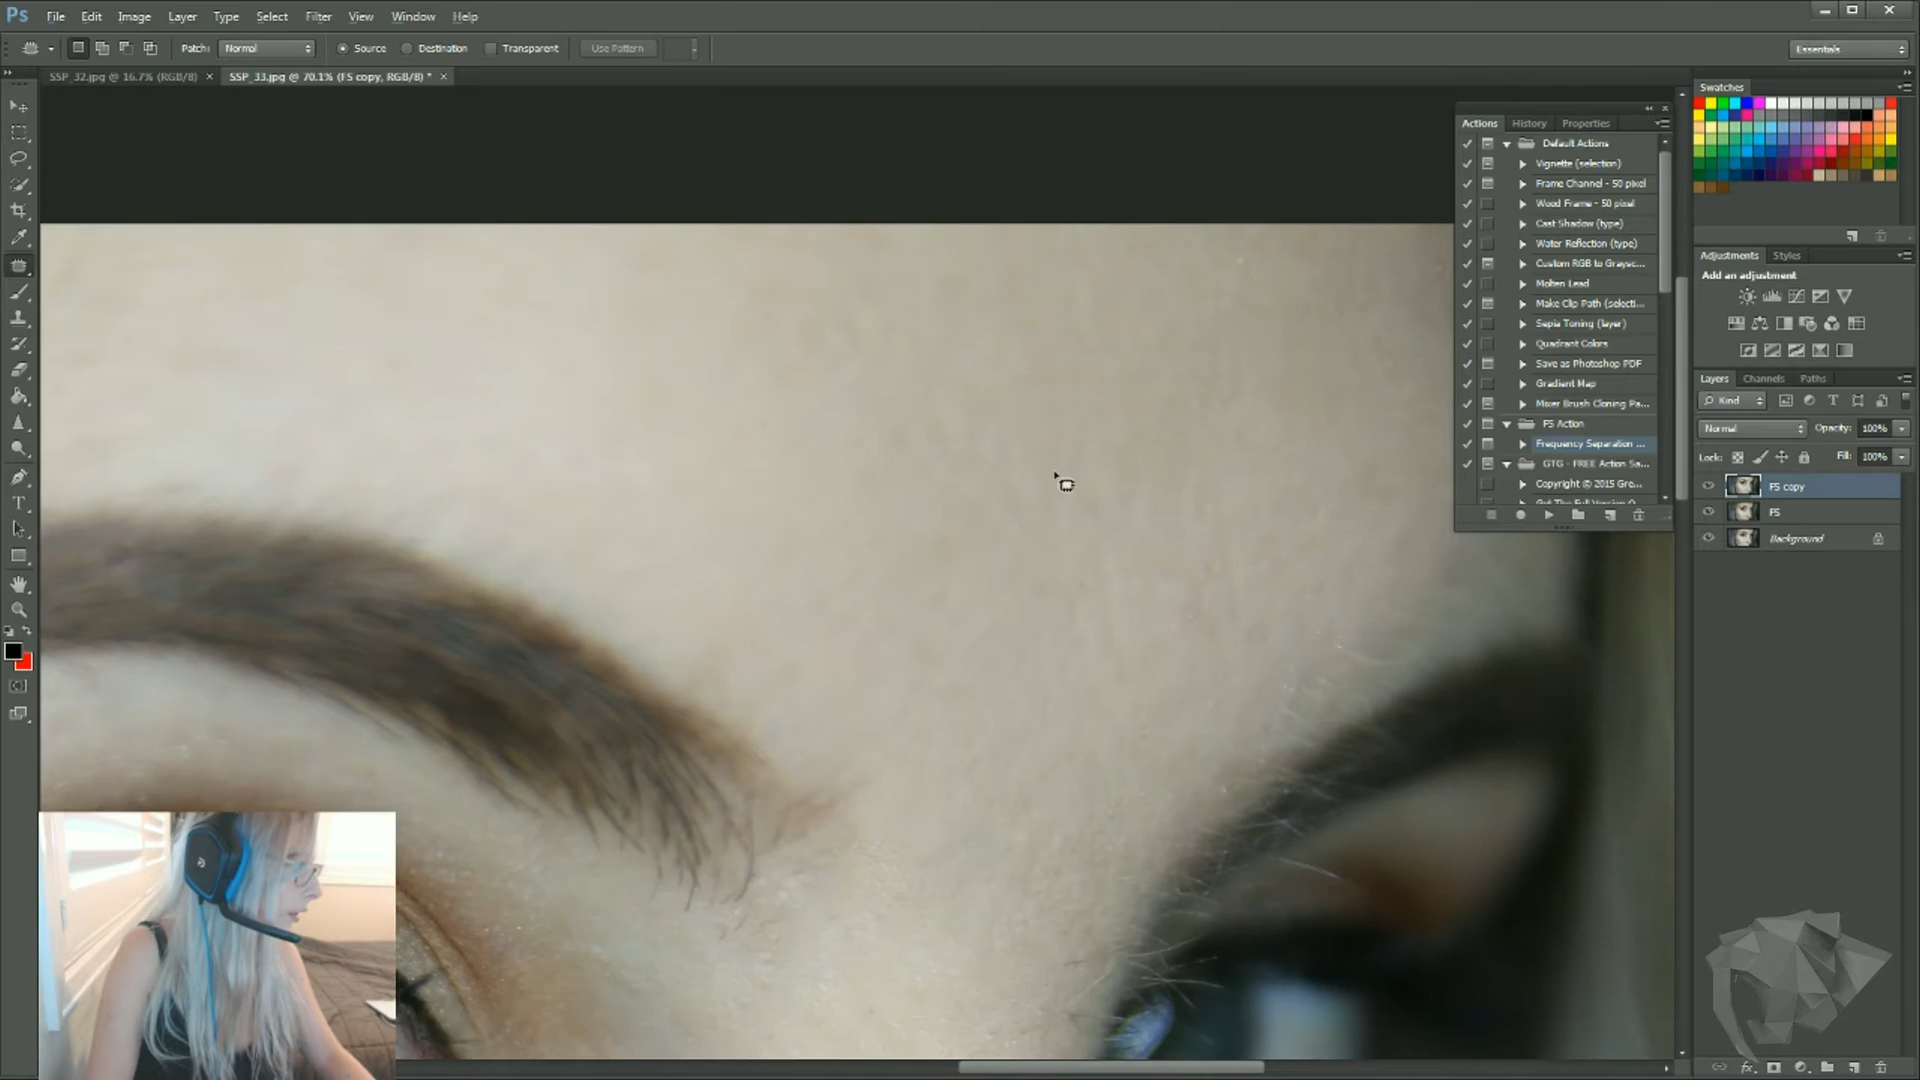 Ps File Edit Image Layer Type Select Filter View Window Help
Patch: Normal Source Destination Transparent Use Pattern Essentials
SSP_32.jpg @ 16.7% (RGB/8) × SSP_33.jpg @ 70.1% (FS copy, RGB/8) * ×
Swatches
Actions History Properties
Default Actions
Vignette (selection)
Frame Channel - 50 pixel
Wood Frame - 50 pixel
Cast Shadow (type)
Water Reflection (type)
Custom RGB to Graysc...
Molten Lead
Make Clip Path (selecti...
Sepia Toning (layer)
Quadrant Colors
Save as Photoshop PDF
Gradient Map
Mixer Brush Cloning Pa...
FS Action
Frequency Separation ...
GTG - FREE Action Sa...
Copyright © 2015 Gre...
Adjustments Styles
Add an adjustment
Layers Channels Paths
Kind
Normal Opacity: 100%
Lock: Fill: 100%
FS copy
FS
Background